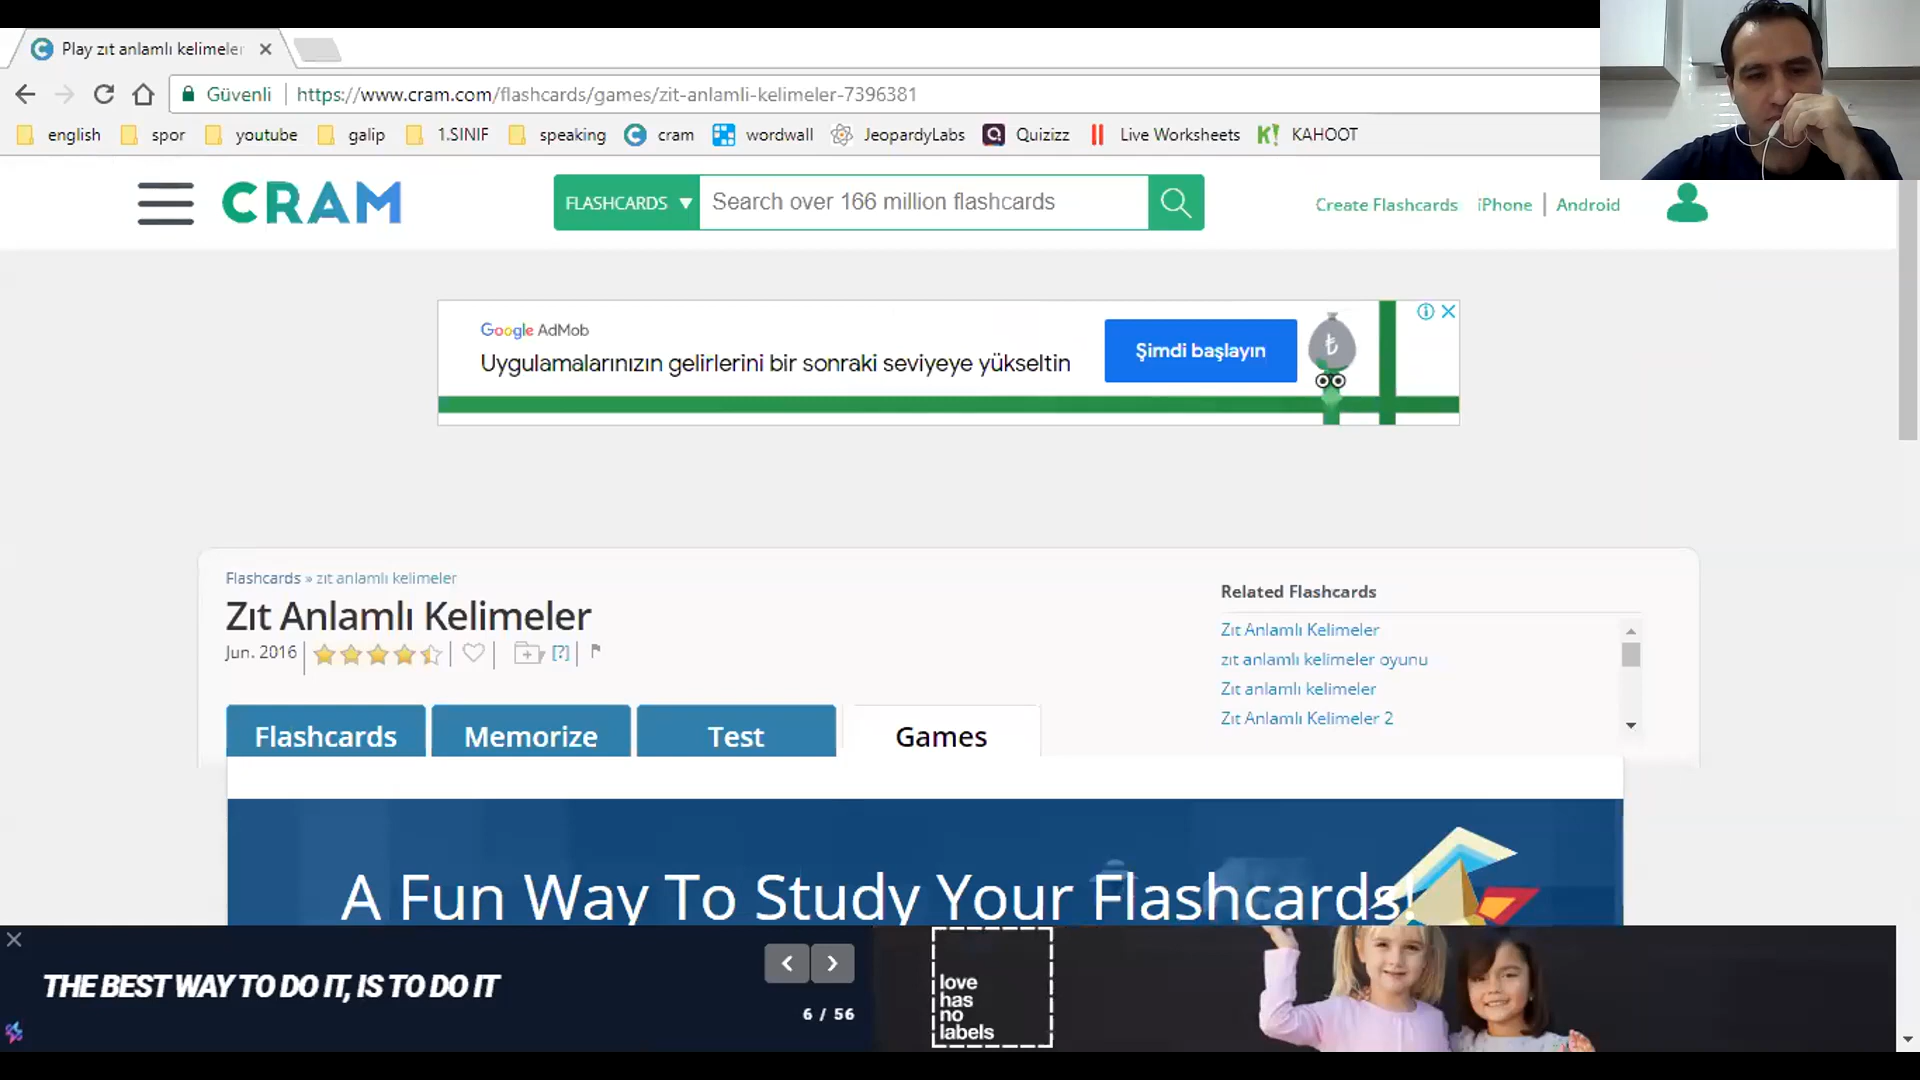 Play zıt anlamlı kelimeler
Güvenli
https://www.cram.com/flashcards/games/zit-anlamli-kelimeler-7396381
english spor youtube galip 1.SINIF speaking cram wordwall JeopardyLabs Quizizz Live Worksheets KAHOOT
CRAM
FLASHCARDS
Search over 166 million flashcards
Create Flashcards iPhone | Android
Google AdMob
Uygulamalarınızın gelirlerini bir sonraki seviyeye yükseltin
Şimdi başlayın
Flashcards » zıt anlamlı kelimeler
Zıt Anlamlı Kelimeler
Jun. 2016
[?]
Related Flashcards
Zıt Anlamlı Kelimeler
zıt anlamlı kelimeler oyunu
Zıt anlamlı kelimeler
Zıt Anlamlı Kelimeler 2
Flashcards Memorize Test Games
A Fun Way To Study Your Flashcards!
THE BEST WAY TO DO IT, IS TO DO IT
6 / 56
love
has
no
labels